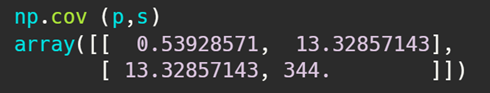 np.cov (p,s)
array([[  0.53928571,  13.32857143],
       [ 13.32857143, 344.        ]])